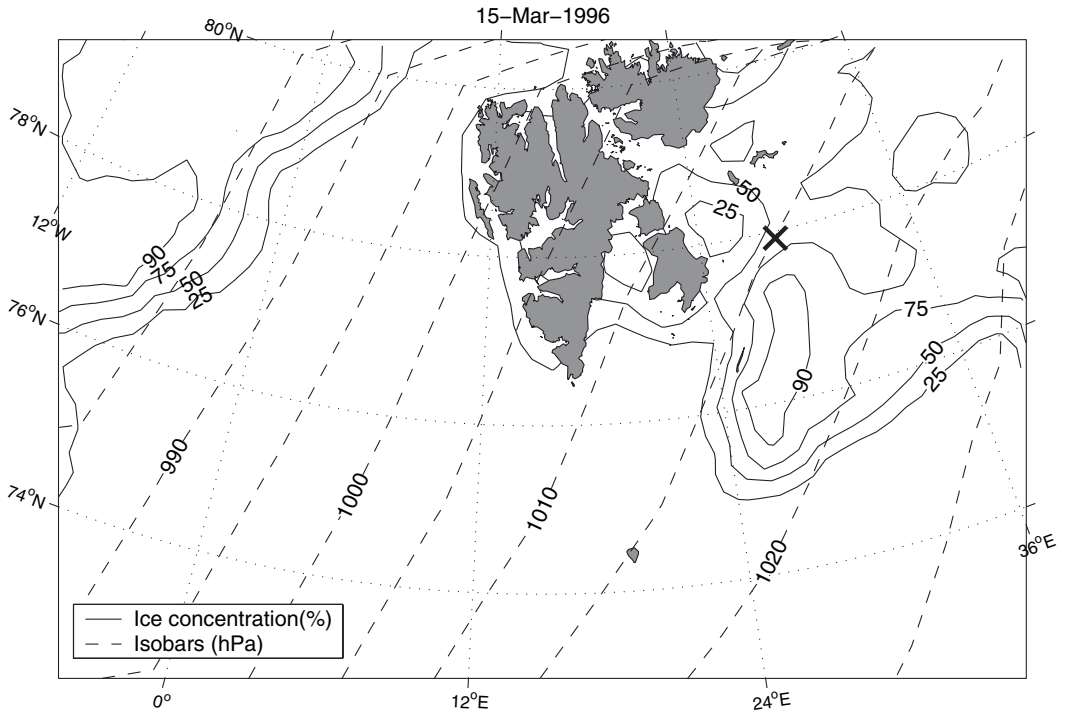 15-Mar-1996
80°N
78°N
12°W
76°N
74°N
90
75
50
25
50
25
75
50
25
90
990
1000
1010
1020
36°E
Ice concentration(%)
Isobars (hPa)
0°
12°E
24°E